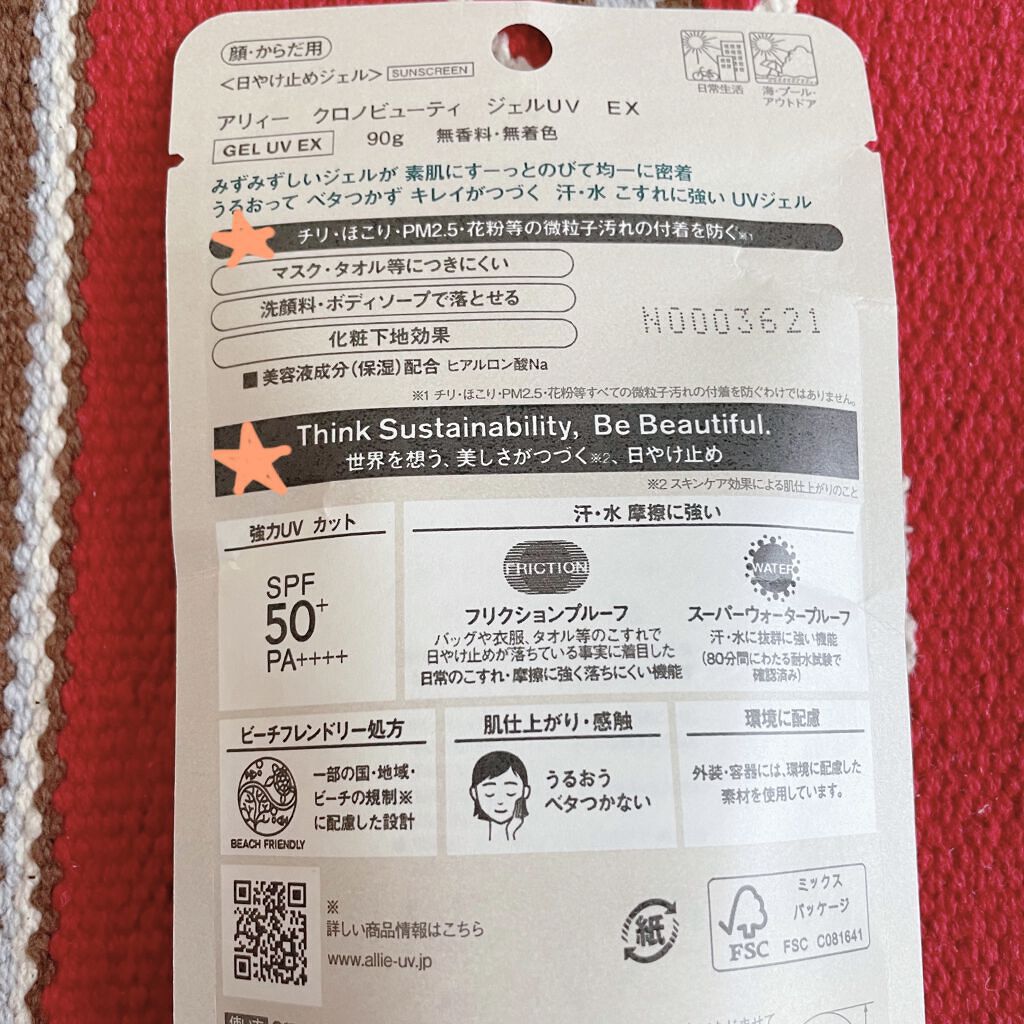 顔・からだ用
<日やけ止めジェル> SUNSCREEN
アリィー クロノビューティ ジェルUV EX
GEL UV EX 90g 無香料・無着色
日常生活
海・プール・
アウトドア
みずみずしいジェルが 素肌にすーっとのびて均一に密着
うるおって ベタつかず キレイがつづく 汗・水 こすれに強い UVジェル
チリ・ほこり・PM2.5・花粉等の微粒子汚れの付着を防ぐ※1
マスク・タオル等につきにくい
洗顔料・ボディソープで落とせる
化粧下地効果
■ 美容液成分(保湿)配合 ヒアルロン酸Na
N0003621
※1 チリ・ほこり・PM2.5・花粉等すべての微粒子汚れの付着を防ぐわけではありません。
Think Sustainability, Be Beautiful.
世界を想う、美しさがつづく※2、日やけ止め
※2 スキンケア効果による肌仕上がりのこと
強力UV カット
SPF
50+
PA++++
汗・水 摩擦に強い
FRICTION
フリクションプルーフ
バッグや衣服、タオル等のこすれで
日やけ止めが落ちている事実に着目した
日常のこすれ・摩擦に強く落ちにくい機能
WATER
スーパーウォータープルーフ
汗・水に抜群に強い機能
(80分間にわたる耐水試験で
確認済み)
ビーチフレンドリー処方
BEACH FRIENDLY
一部の国・地域・
ビーチの規制※
に配慮した設計
肌仕上がり・感触
うるおう
ベタつかない
環境に配慮
外装・容器には、環境に配慮した
素材を使用しています。
※
詳しい商品情報はこちら
www.allie-uv.jp
紙
FSC
ミックス
パッケージ
FSC C081641
使い方